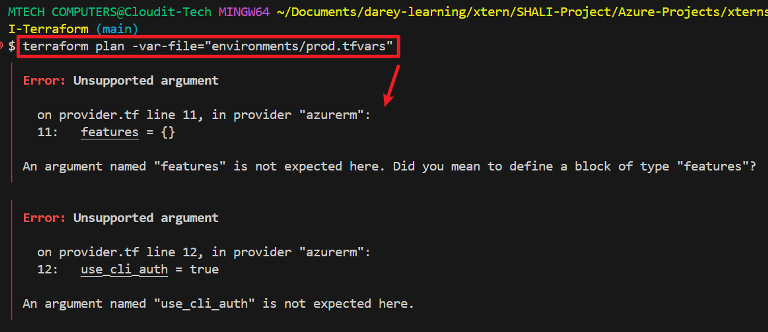 MTECH COMPUTERS@Cloudit-Tech MINGW64 ~/Documents/darey-learning/xtern/SHALI-Project/Azure-Projects/xterns
I-Terraform (main)
$ terraform plan -var-file="environments/prod.tfvars"
Error: Unsupported argument
on provider.tf line 11, in provider "azurerm":
11: features = {}
An argument named "features" is not expected here. Did you mean to define a block of type "features"?
Error: Unsupported argument
on provider.tf line 12, in provider "azurerm":
12: use_cli_auth = true
An argument named "use_cli_auth" is not expected here.